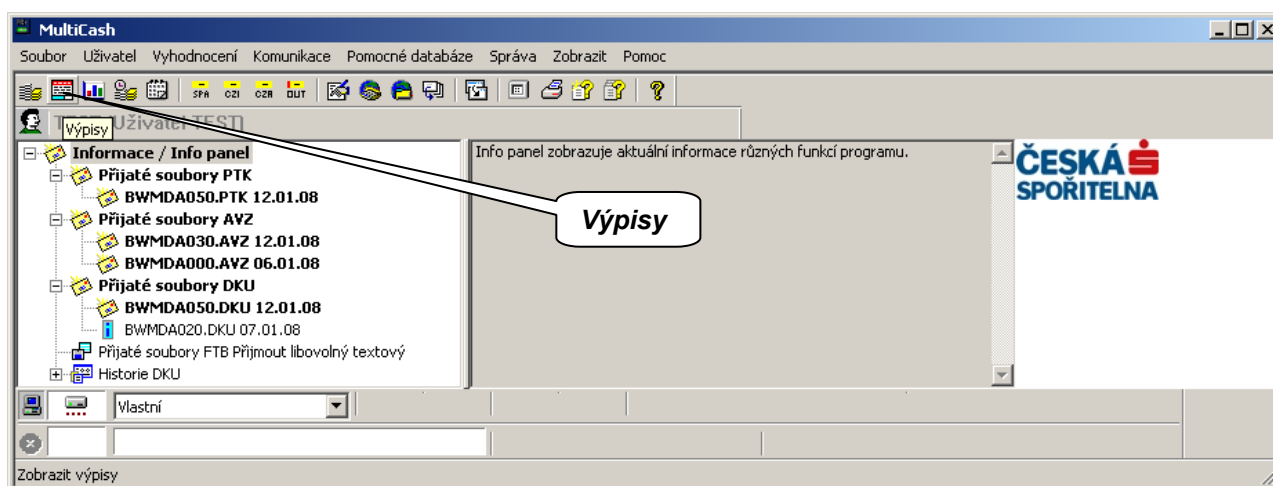 MultiCash
Soubor Uživatel Vyhodnocení Komunikace Pomocné databáze Správa Zobrazit Pomoc
SPA CZI CZA OUT
Výpisy
(Uživatel TEST)
Informace / Info panel
Přijaté soubory PTK
BWMDA050.PTK 12.01.08
Přijaté soubory AVZ
BWMDA030.AVZ 12.01.08
BWMDA000.AVZ 06.01.08
Přijaté soubory DKU
BWMDA050.DKU 12.01.08
BWMDA020.DKU 07.01.08
Přijaté soubory FTB Přijmout libovolný textový
Historie DKU
Info panel zobrazuje aktuální informace různých funkcí programu.
Výpisy
ČESKÁ
SPOŘITELNA
Vlastní
Zobrazit výpisy